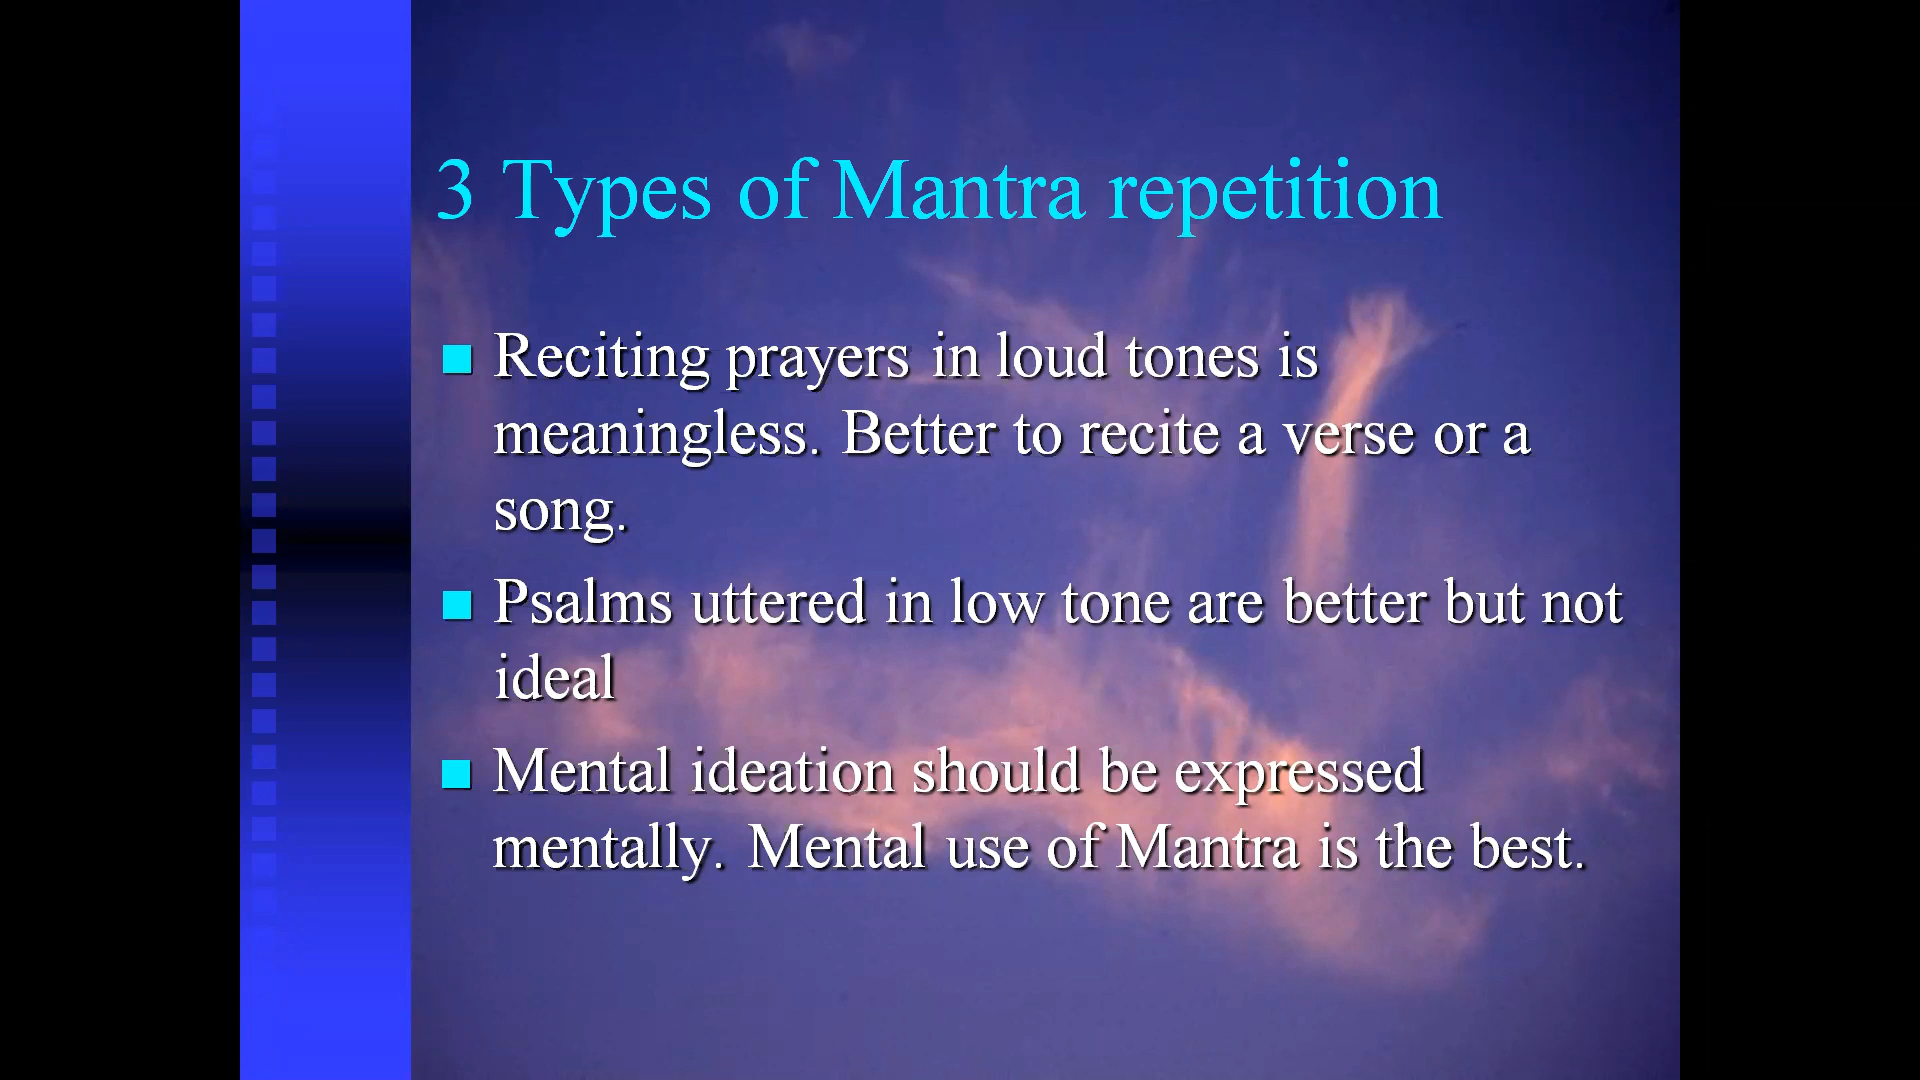 3 Types of Mantra repetition
Reciting prayers in loud tones is
meaningless. Better to recite a verse or a
song.
Psalms uttered in low tone are better but not
ideal
Mental ideation should be expressed
mentally. Mental use of Mantra is the best.